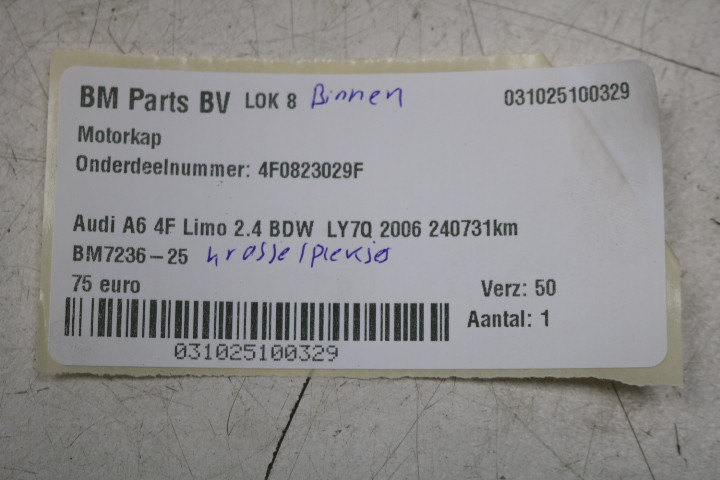 BM Parts BV LOK 8 Binnen 031025100329
Motorkap
Onderdeelnummer: 4F0823029F
Audi A6 4F Limo 2.4 BDW LY7Q 2006 240731km
BM7236-25
75 euro Verz: 50
Aantal: 1
031025100329